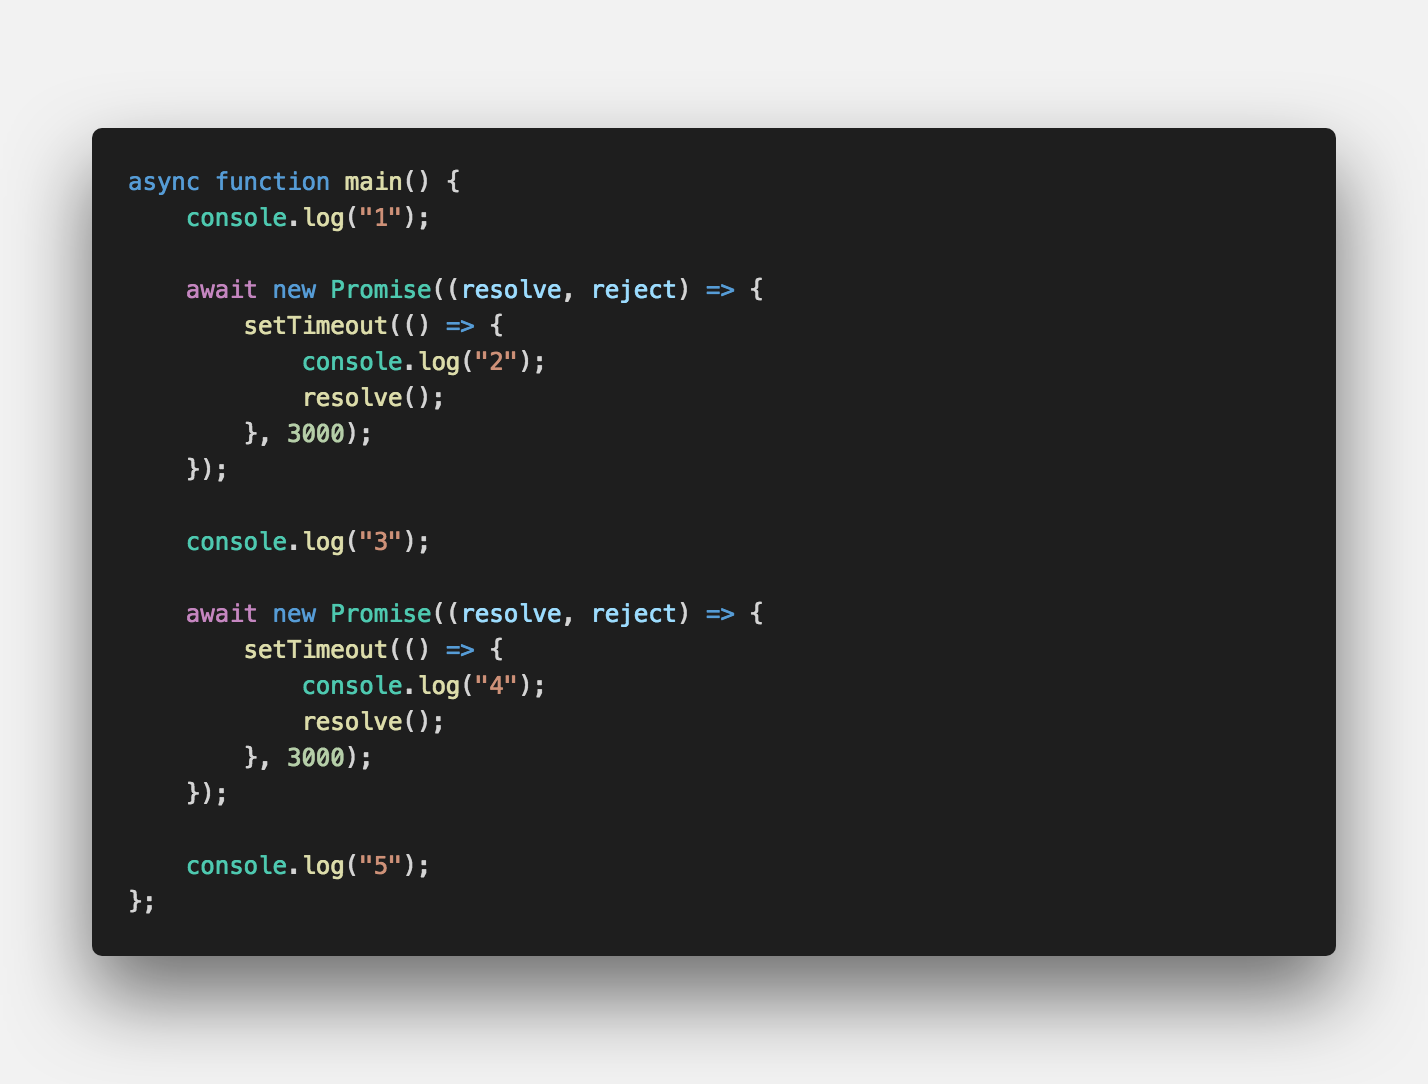 async function main() {
    console.log("1");

    await new Promise((resolve, reject) => {
        setTimeout(() => {
            console.log("2");
            resolve();
        }, 3000);
    });

    console.log("3");

    await new Promise((resolve, reject) => {
        setTimeout(() => {
            console.log("4");
            resolve();
        }, 3000);
    });

    console.log("5");
};